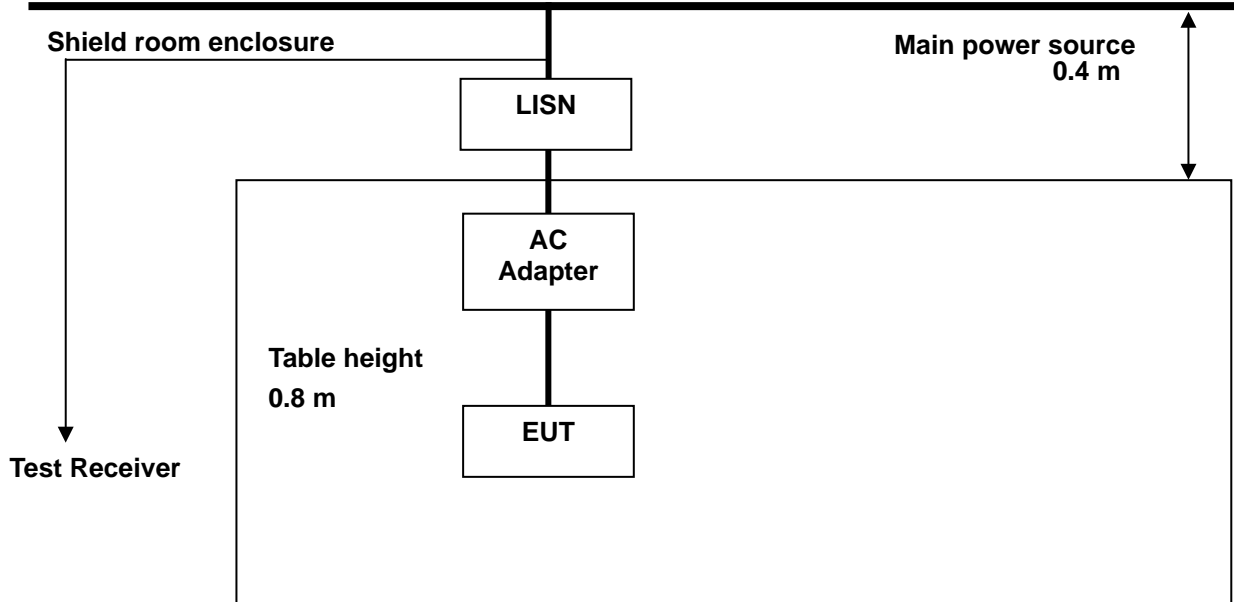 Shield room enclosure
Main power source
0.4 m
LISN
AC
Adapter
Table height
0.8 m
EUT
Test Receiver